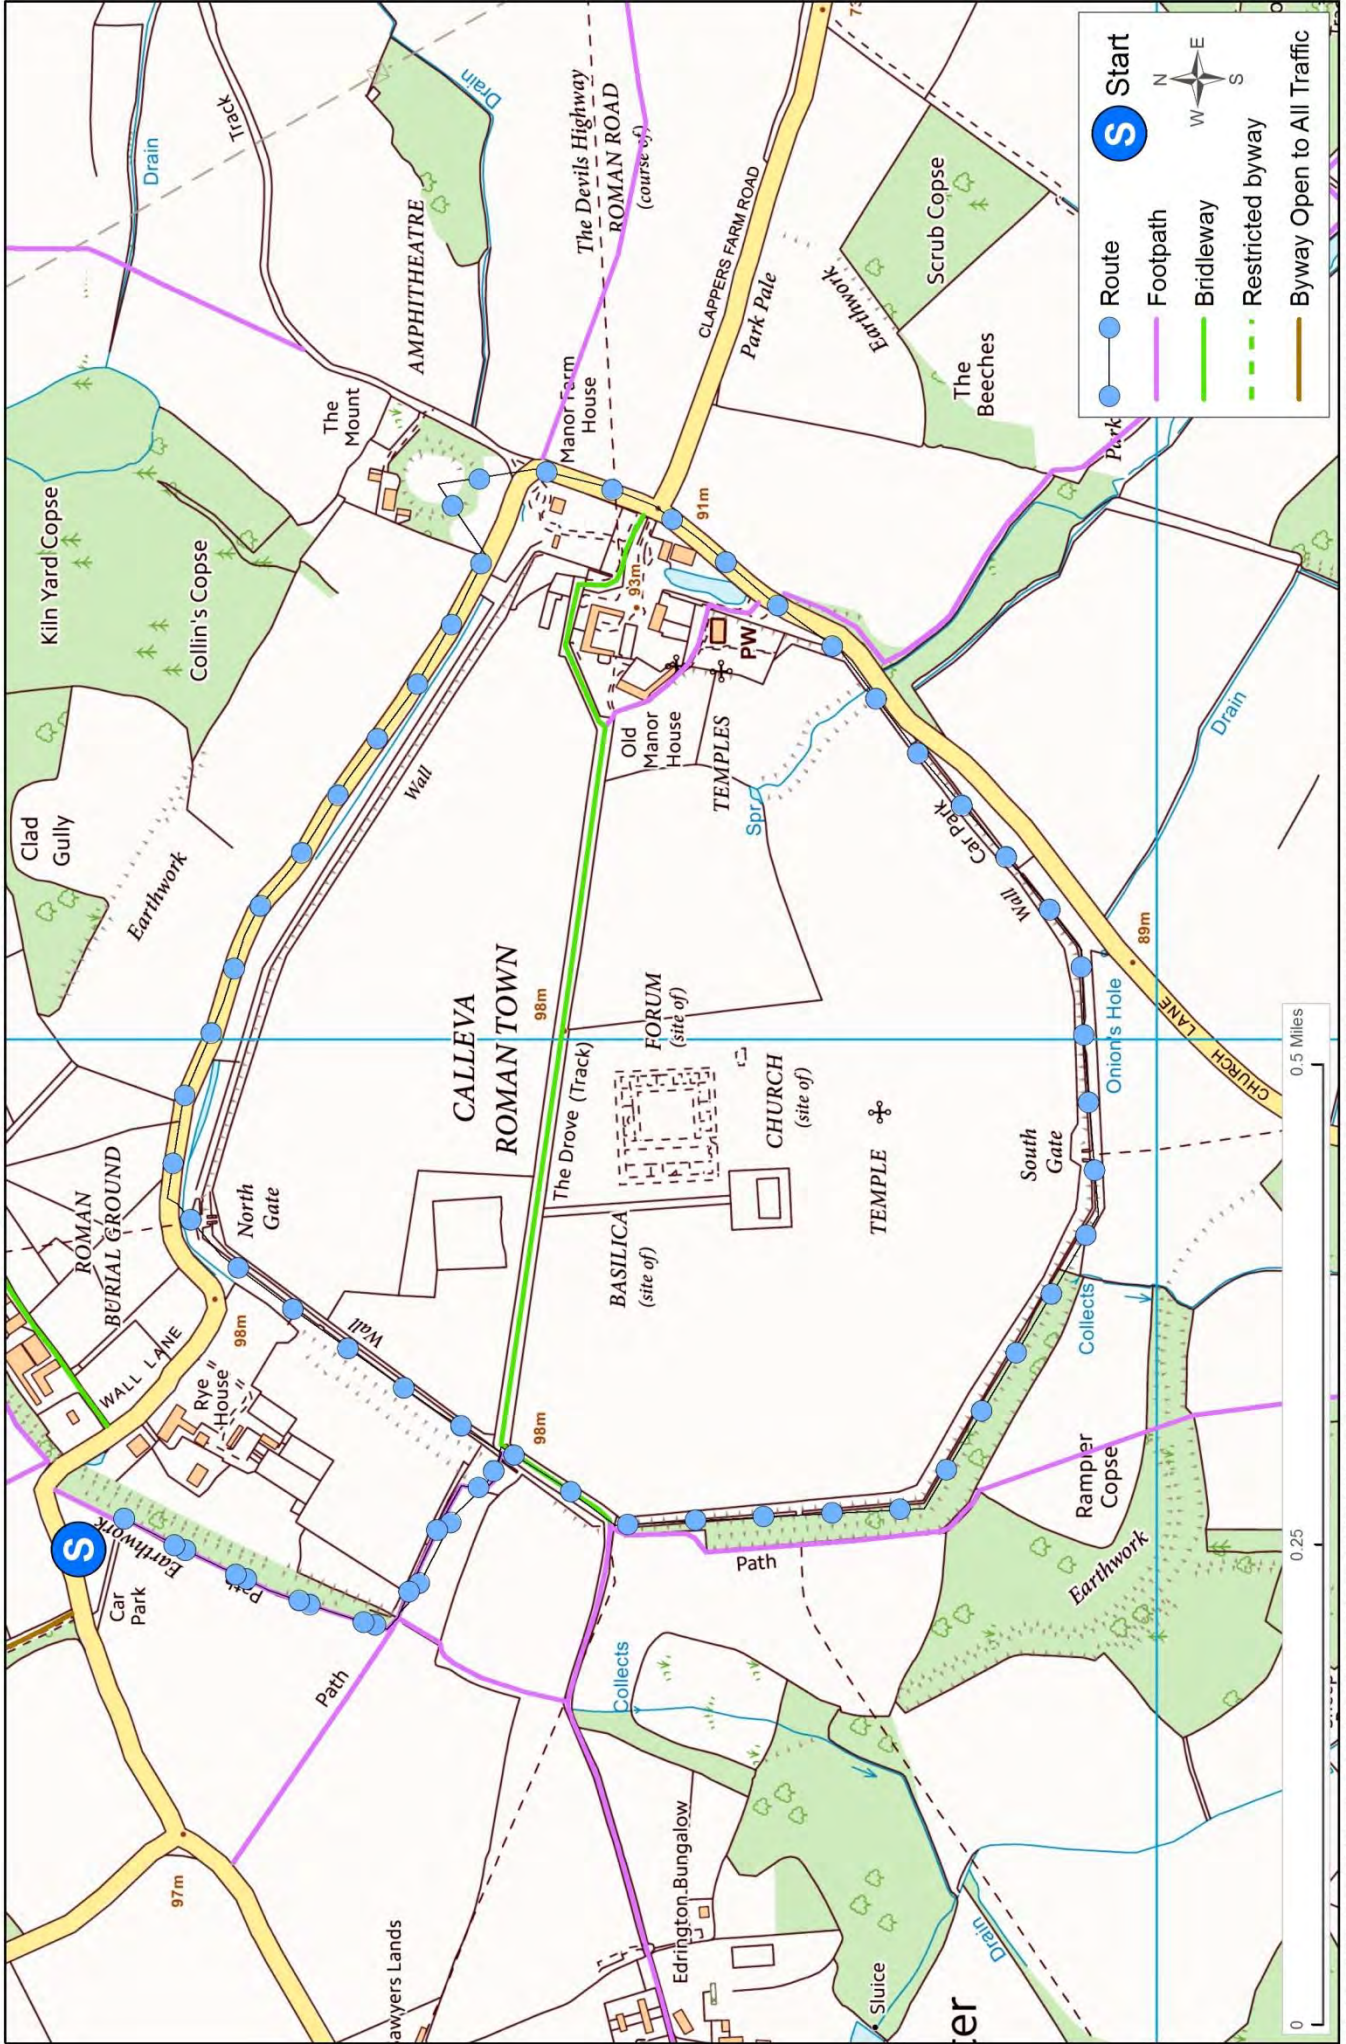 Kiln Yard Copse
Collin's Copse
Clad
Gully
Earthwork
Drain
Track
Drain
The
Mount
AMPHITHEATRE
The Devils Highway
ROMAN ROAD
(course of)
Manor Farm
House
CLAPPERS FARM ROAD
Park Pale
73
Earthwork
Scrub Copse
The
Beeches
Park
91m
93m
PW
Old
Manor
House
TEMPLES
Spr
Wall
Car Park
Wall
Drain
89m
Onion's Hole
CHURCH LANE
CALLEVA
ROMAN TOWN
98m
The Drove (Track)
FORUM
(site of)
BASILICA
(site of)
CHURCH
(site of)
TEMPLE
South
Gate
ROMAN
BURIAL GROUND
North
Gate
98m
WALL LANE
Rye
House
Wall
98m
S
Car
Park
Earthwork
Path
Path
97m
Path
Collects
Collects
Rampier
Copse
Earthwork
Edrington Bungalow
awyers Lands
Sluice
Drain
er
S Start
N
W E
S
Route
Footpath
Bridleway
Restricted byway
Byway Open to All Traffic
0 0.25 0.5 Miles